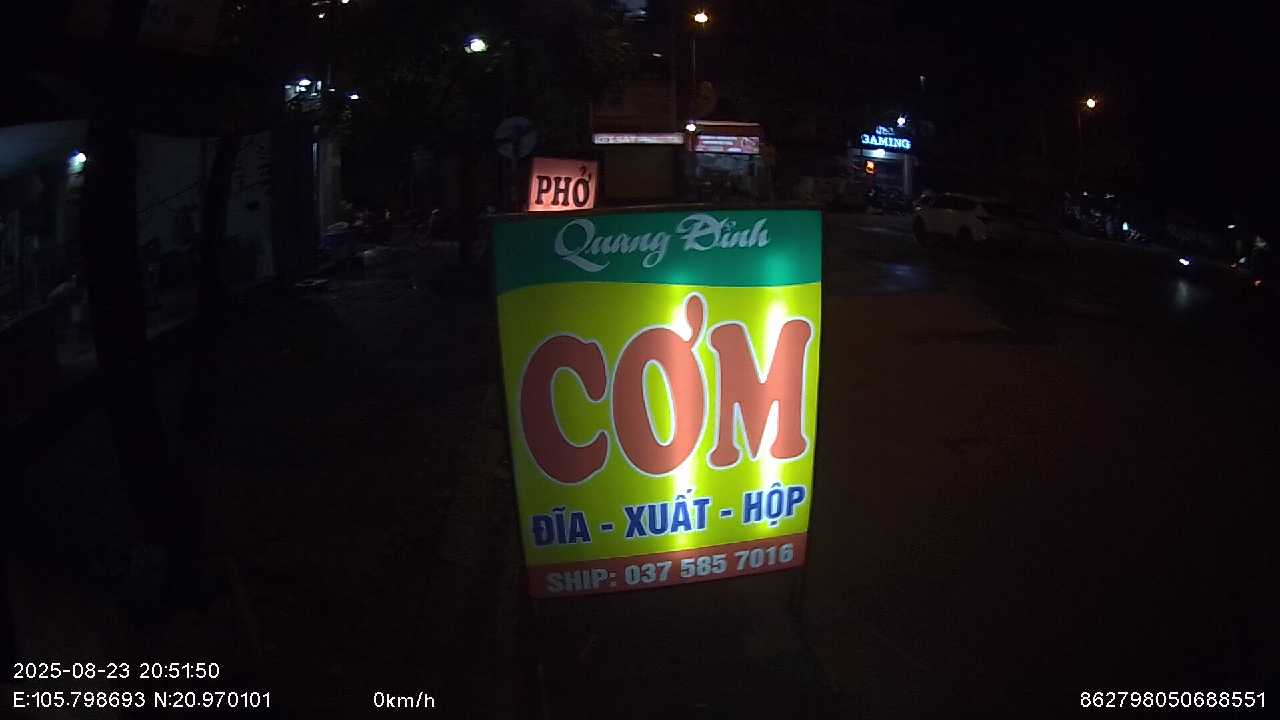 GAMING
PHỞ
Quang Đỉnh
CƠM
ĐĨA - XUẤT - HỘP
SHIP: 037 585 7016
2025-08-23 20:51:50
E:105.798693 N:20.970101 0km/h 862798050688551